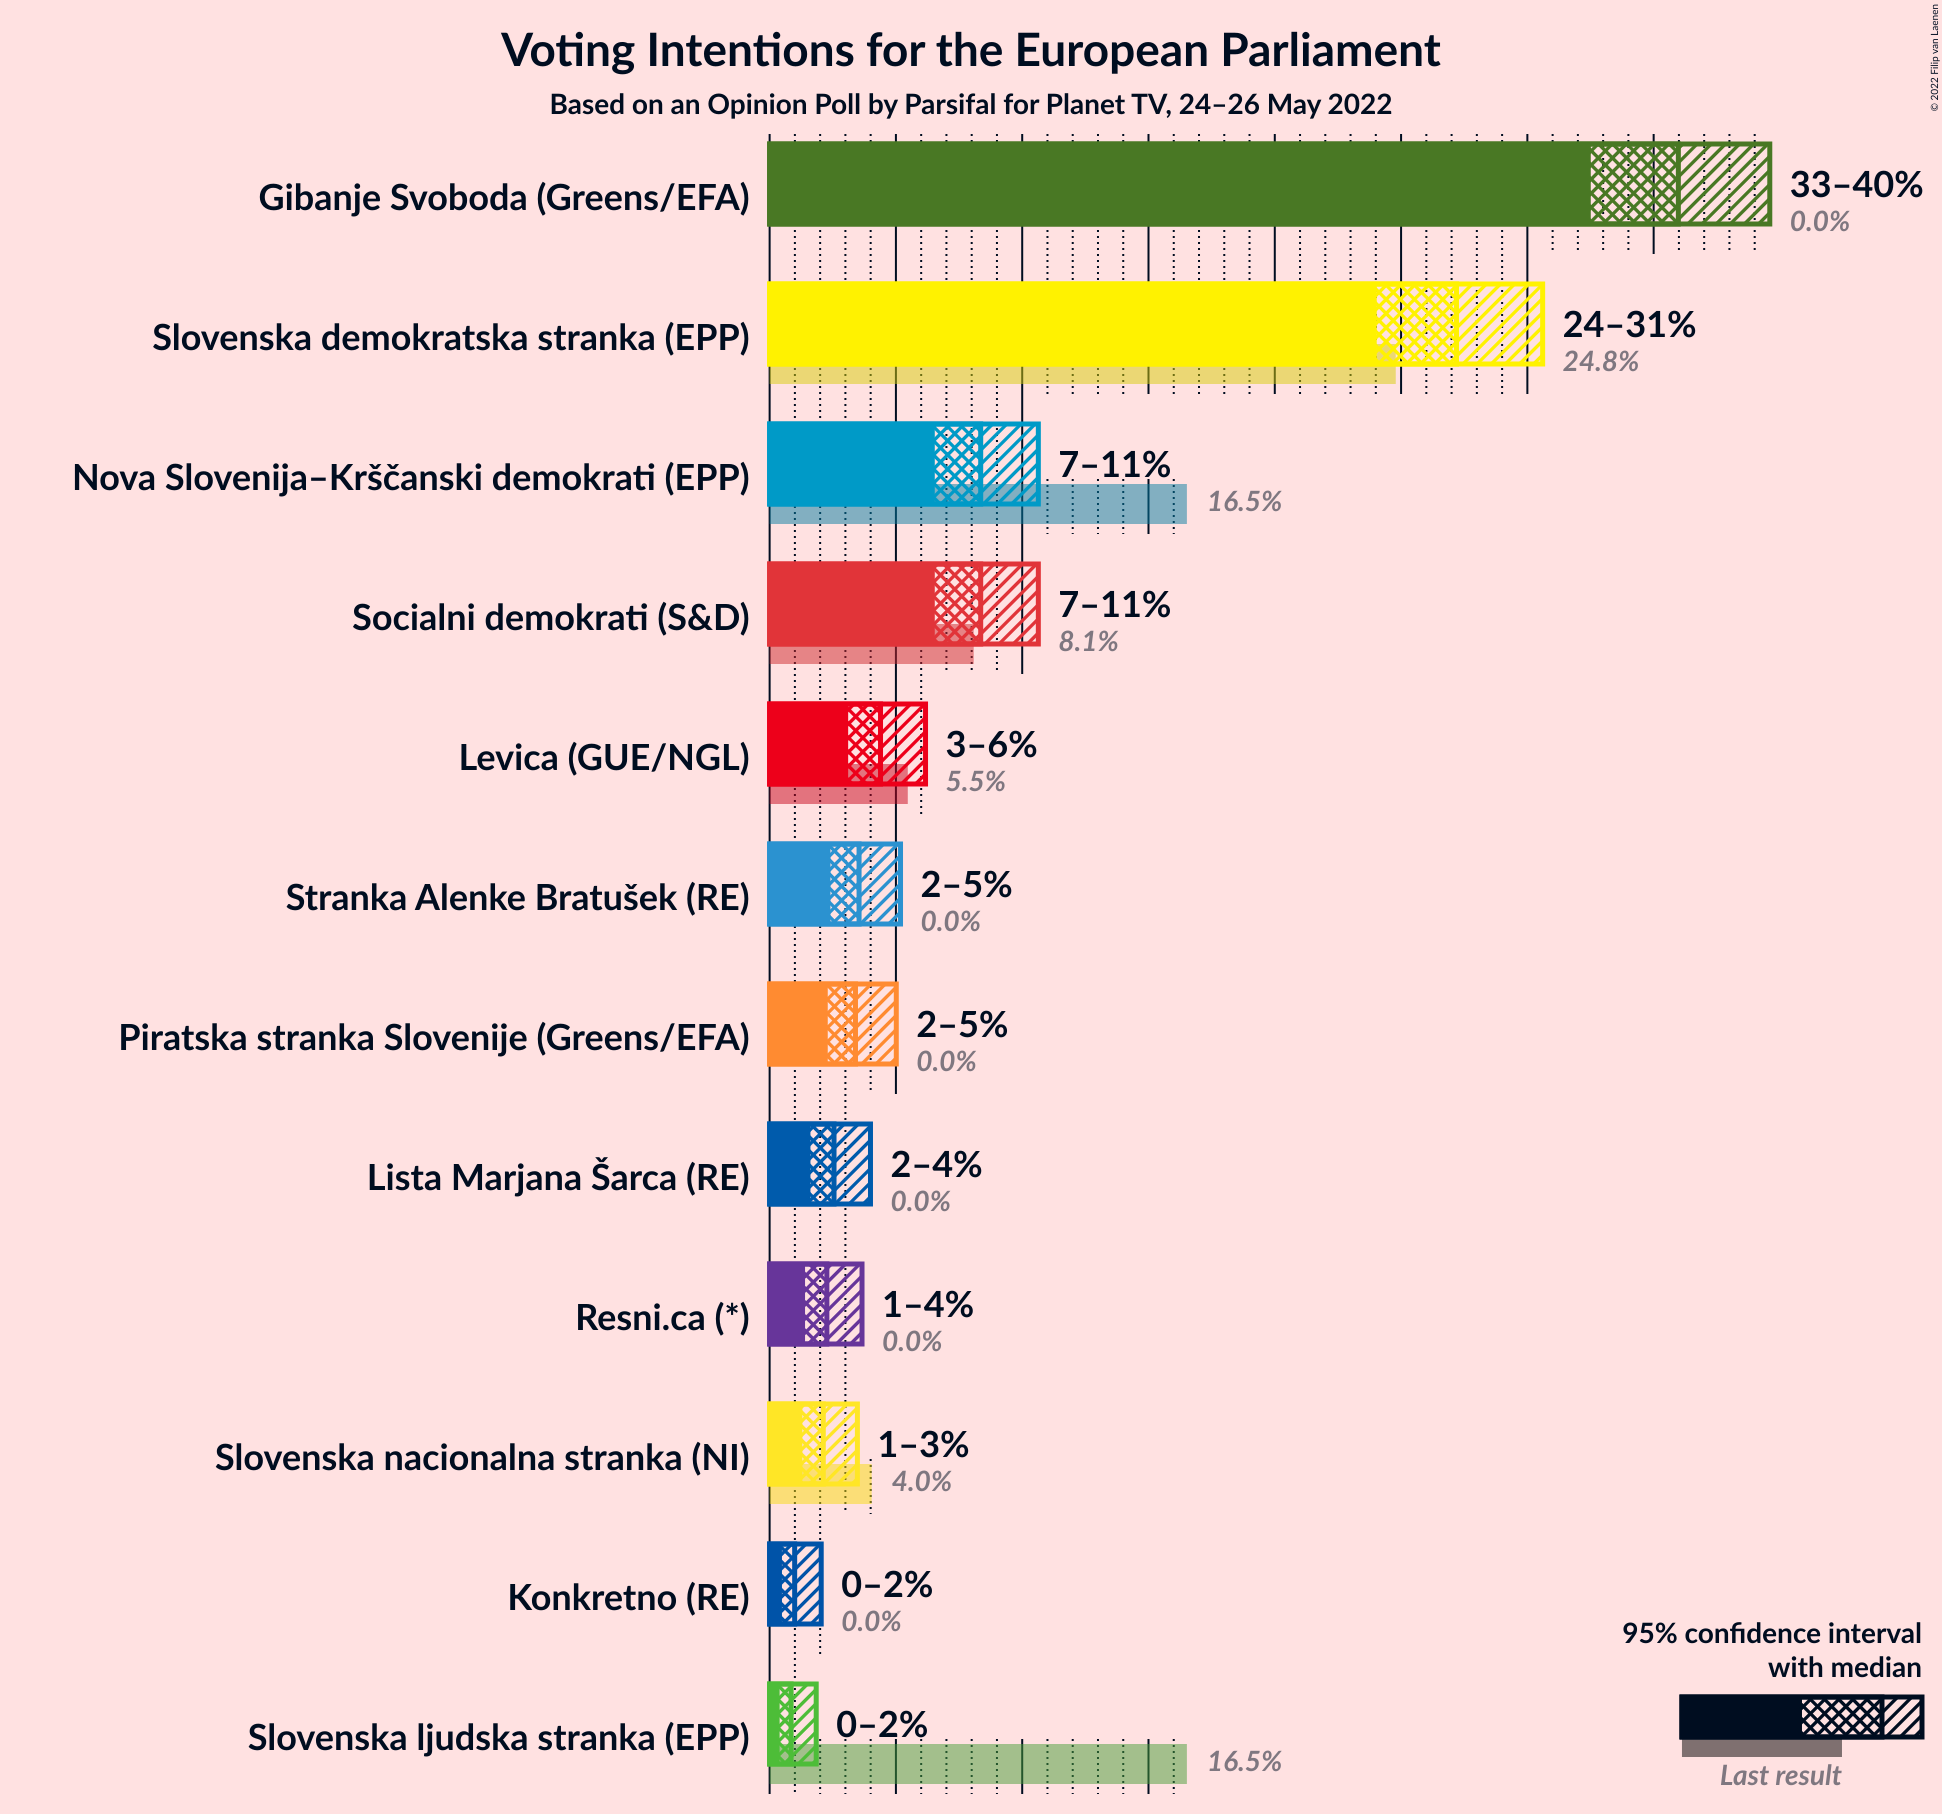 Voting Intentions for the European Parliament
Based on an Opinion Poll by Parsifal for Planet TV, 24–26 May 2022
© 2022 Filip van Laenen
Gibanje Svoboda (Greens/EFA)
33–40%
0.0%
Slovenska demokratska stranka (EPP)
24–31%
24.8%
Nova Slovenija–Krščanski demokrati (EPP)
7–11%
16.5%
Socialni demokrati (S&D)
7–11%
8.1%
Levica (GUE/NGL)
3–6%
5.5%
Stranka Alenke Bratušek (RE)
2–5%
0.0%
Piratska stranka Slovenije (Greens/EFA)
2–5%
0.0%
Lista Marjana Šarca (RE)
2–4%
0.0%
Resni.ca (*)
1–4%
0.0%
Slovenska nacionalna stranka (NI)
1–3%
4.0%
Konkretno (RE)
0–2%
0.0%
Slovenska ljudska stranka (EPP)
0–2%
16.5%
95% confidence interval
with median
Last result